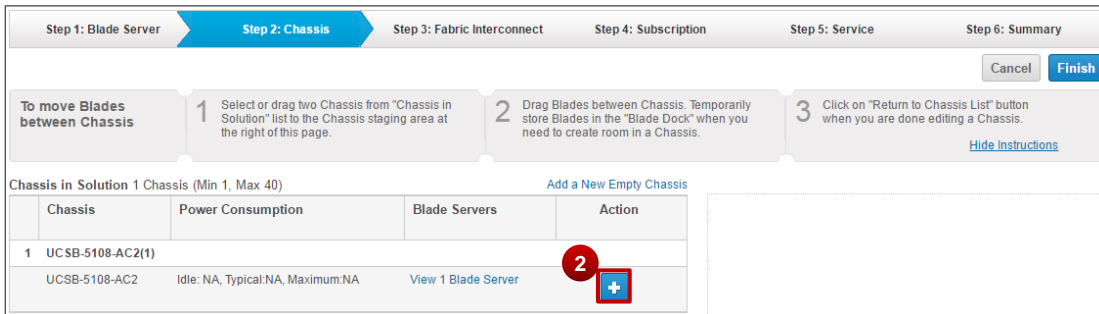 Step 1: Blade Server
Step 2: Chassis
Step 3: Fabric Interconnect
Step 4: Subscription
Step 5: Service
Step 6: Summary
Cancel
Finish
To move Blades
between Chassis
1
Select or drag two Chassis from "Chassis in
Solution" list to the Chassis staging area at
the right of this page.
2
Drag Blades between Chassis. Temporarily
store Blades in the "Blade Dock" when you
need to create room in a Chassis.
3
Click on "Return to Chassis List" button
when you are done editing a Chassis.
Hide Instructions
Chassis in Solution 1 Chassis (Min 1, Max 40)
Add a New Empty Chassis
Chassis
Power Consumption
Blade Servers
Action
1 UCSB-5108-AC2(1)
UCSB-5108-AC2
Idle: NA, Typical:NA, Maximum:NA
View 1 Blade Server
2
+